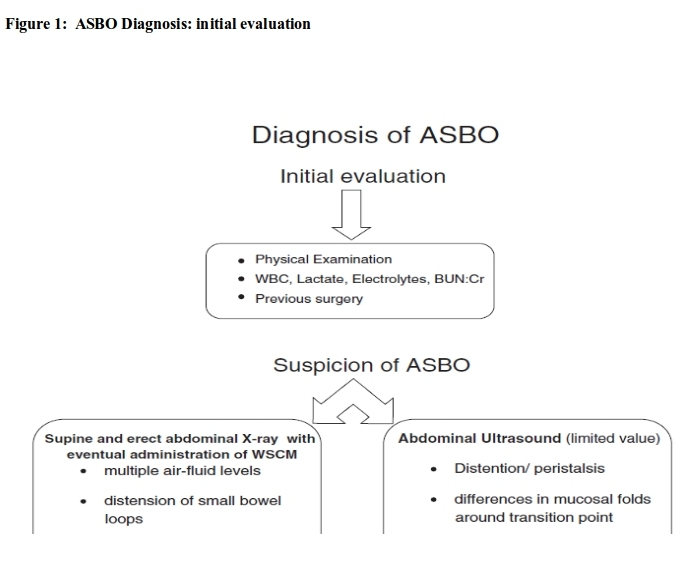 Figure 1: ASBO Diagnosis: initial evaluation
Diagnosis of ASBO
Initial evaluation
• Physical Examination
• WBC, Lactate, Electrolytes, BUN:Cr
• Previous surgery
Suspicion of ASBO
Supine and erect abdominal X-ray with
eventual administration of WSCM
• multiple air-fluid levels
• distension of small bowel
loops
Abdominal Ultrasound (limited value)
• Distention/ peristalsis
• differences in mucosal folds
around transition point